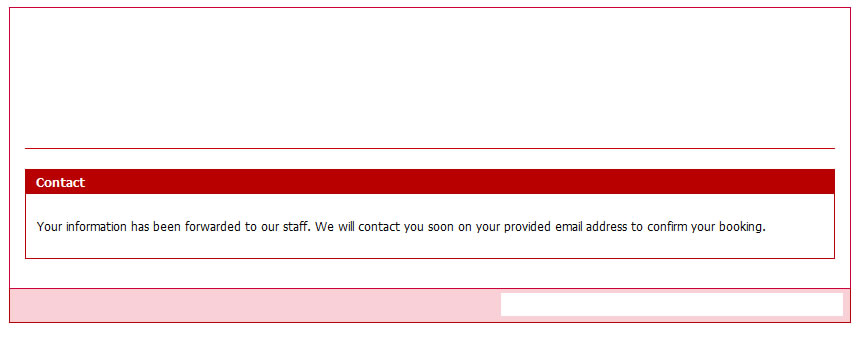 Contact
Your information has been forwarded to our staff. We will contact you soon on your provided email address to confirm your booking.